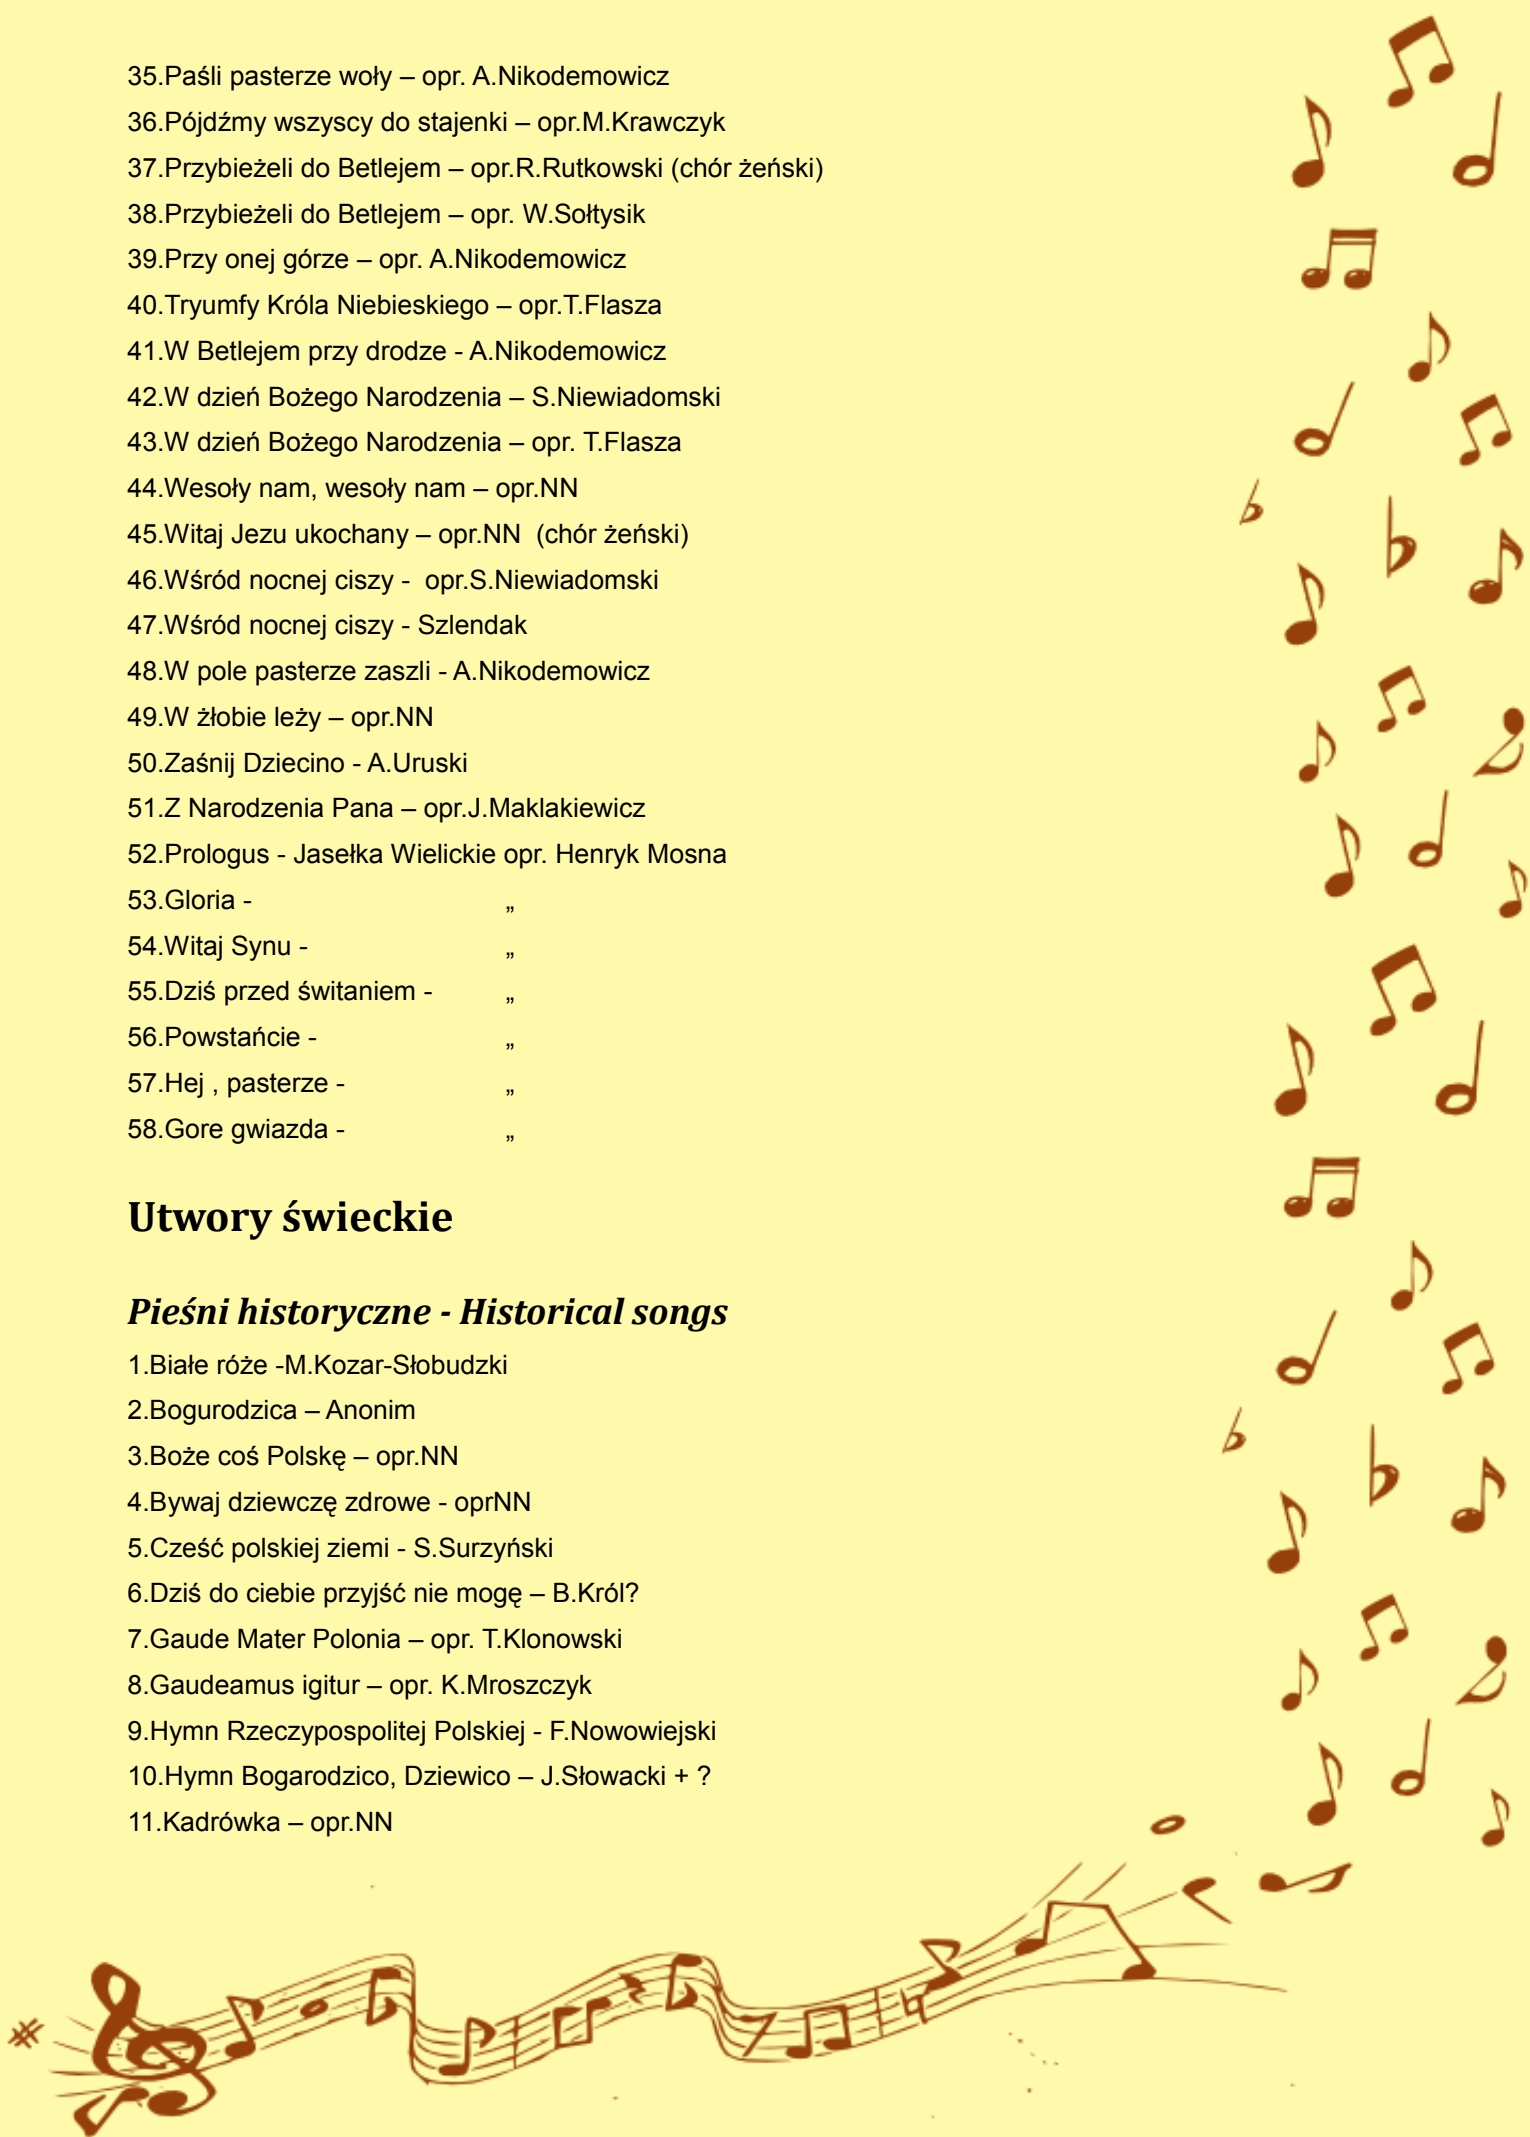 35.Paśli pasterze woły – opr. A.Nikodemowicz
36.Pójdźmy wszyscy do stajenki – opr.M.Krawczyk
37.Przybieżeli do Betlejem – opr.R.Rutkowski (chór żeński)
38.Przybieżeli do Betlejem – opr. W.Sołtysik
39.Przy onej górze – opr. A.Nikodemowicz
40.Tryumfy Króla Niebieskiego – opr.T.Flasza
41.W Betlejem przy drodze - A.Nikodemowicz
42.W dzień Bożego Narodzenia – S.Niewiadomski
43.W dzień Bożego Narodzenia – opr. T.Flasza
44.Wesoły nam, wesoły nam – opr.NN
45.Witaj Jezu ukochany – opr.NN  (chór żeński)
46.Wśród nocnej ciszy -  opr.S.Niewiadomski
47.Wśród nocnej ciszy - Szlendak
48.W pole pasterze zaszli - A.Nikodemowicz
49.W żłobie leży – opr.NN
50.Zaśnij Dziecino - A.Uruski
51.Z Narodzenia Pana – opr.J.Maklakiewicz
52.Prologus - Jasełka Wielickie opr. Henryk Mosna
53.Gloria - „
54.Witaj Synu - „
55.Dziś przed świtaniem - „
56.Powstańcie - „
57.Hej , pasterze - „
58.Gore gwiazda - „
Utwory świeckie
Pieśni historyczne - Historical songs
1.Białe róże -M.Kozar-Słobudzki
2.Bogurodzica – Anonim
3.Boże coś Polskę – opr.NN
4.Bywaj dziewczę zdrowe - oprNN
5.Cześć polskiej ziemi - S.Surzyński
6.Dziś do ciebie przyjść nie mogę – B.Król?
7.Gaude Mater Polonia – opr. T.Klonowski
8.Gaudeamus igitur – opr. K.Mroszczyk
9.Hymn Rzeczypospolitej Polskiej - F.Nowowiejski
10.Hymn Bogarodzico, Dziewico – J.Słowacki + ?
11.Kadrówka – opr.NN